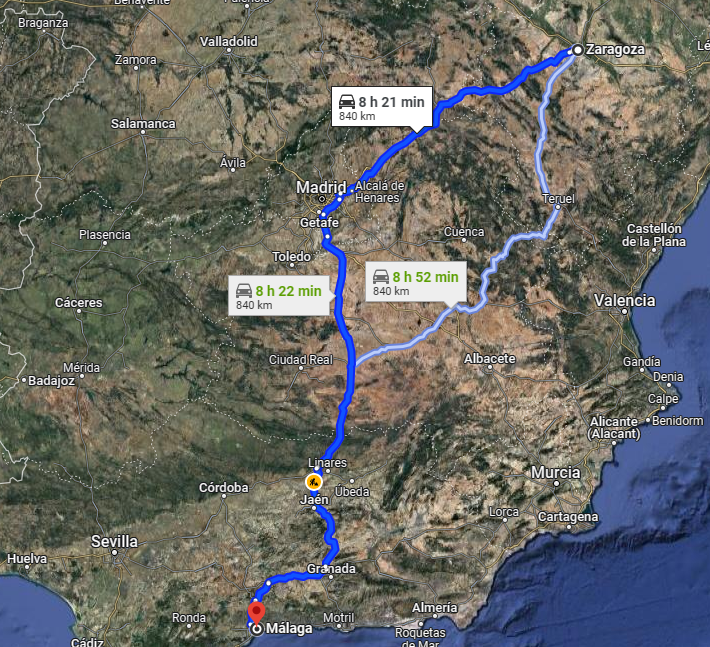 Benavente
Palencia
Bragança
Valladolid
Zamora
Zaragoza
8 h 21 min
840 km
Salamanca
Ávila
Madrid
Alcalá de
Henares
Teruel
Getafe
Plasencia
Cuenca
Castellón
de la Plana
Toledo
8 h 52 min
840 km
8 h 22 min
840 km
Cáceres
Valencia
Ciudad Real
Albacete
Mérida
Gandía
Badajoz
Denia
Calpe
Alicante
(Alacant)
Benidorm
Linares
Murcia
Córdoba
Úbeda
Jaén
Lorca
Cartagena
Sevilla
Huelva
Granada
Almería
Ronda
Motril
Málaga
Roquetas
de Mar
Cádiz